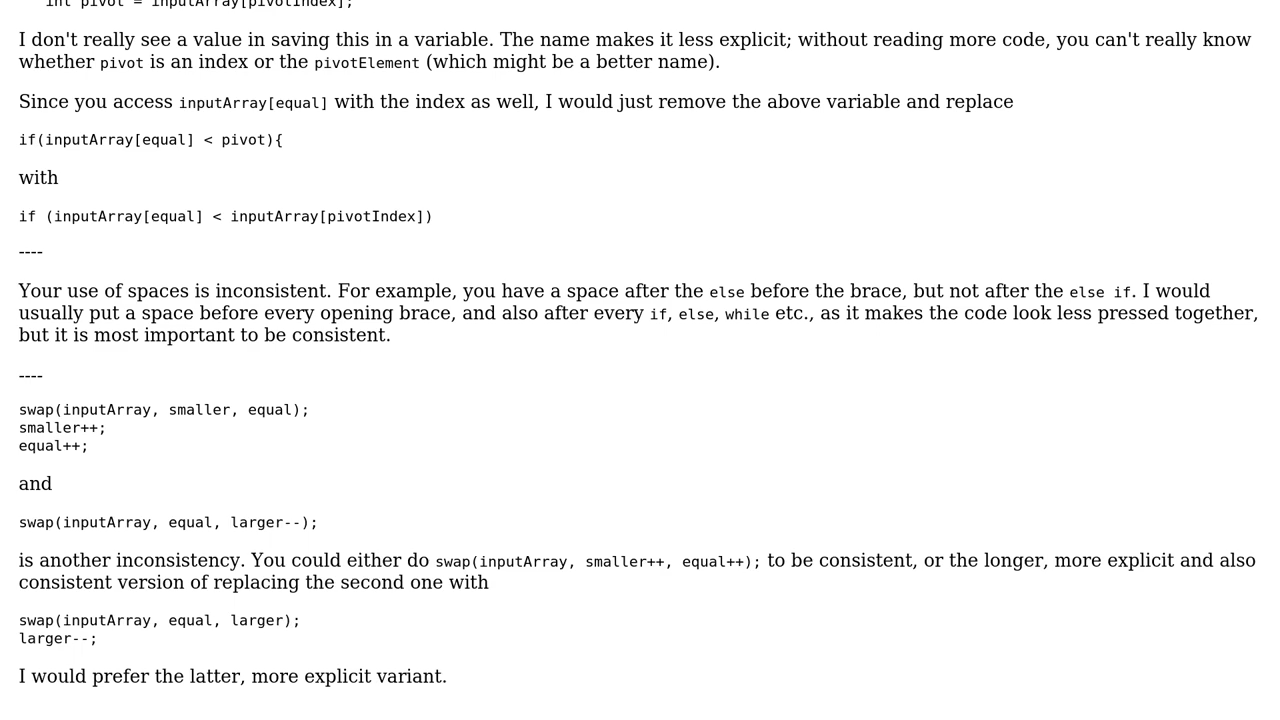 int pivot = inputArray[pivotIndex];
I don't really see a value in saving this in a variable. The name makes it less explicit; without reading more code, you can't really know
whether pivot is an index or the pivotElement (which might be a better name).
Since you access inputArray[equal] with the index as well, I would just remove the above variable and replace
if(inputArray[equal] < pivot){
with
if (inputArray[equal] < inputArray[pivotIndex])
----
Your use of spaces is inconsistent. For example, you have a space after the else before the brace, but not after the else if. I would
usually put a space before every opening brace, and also after every if, else, while etc., as it makes the code look less pressed together,
but it is most important to be consistent.
----
swap(inputArray, smaller, equal);
smaller++;
equal++;
and
swap(inputArray, equal, larger--);
is another inconsistency. You could either do swap(inputArray, smaller++, equal++); to be consistent, or the longer, more explicit and also
consistent version of replacing the second one with
swap(inputArray, equal, larger);
larger--;
I would prefer the latter, more explicit variant.